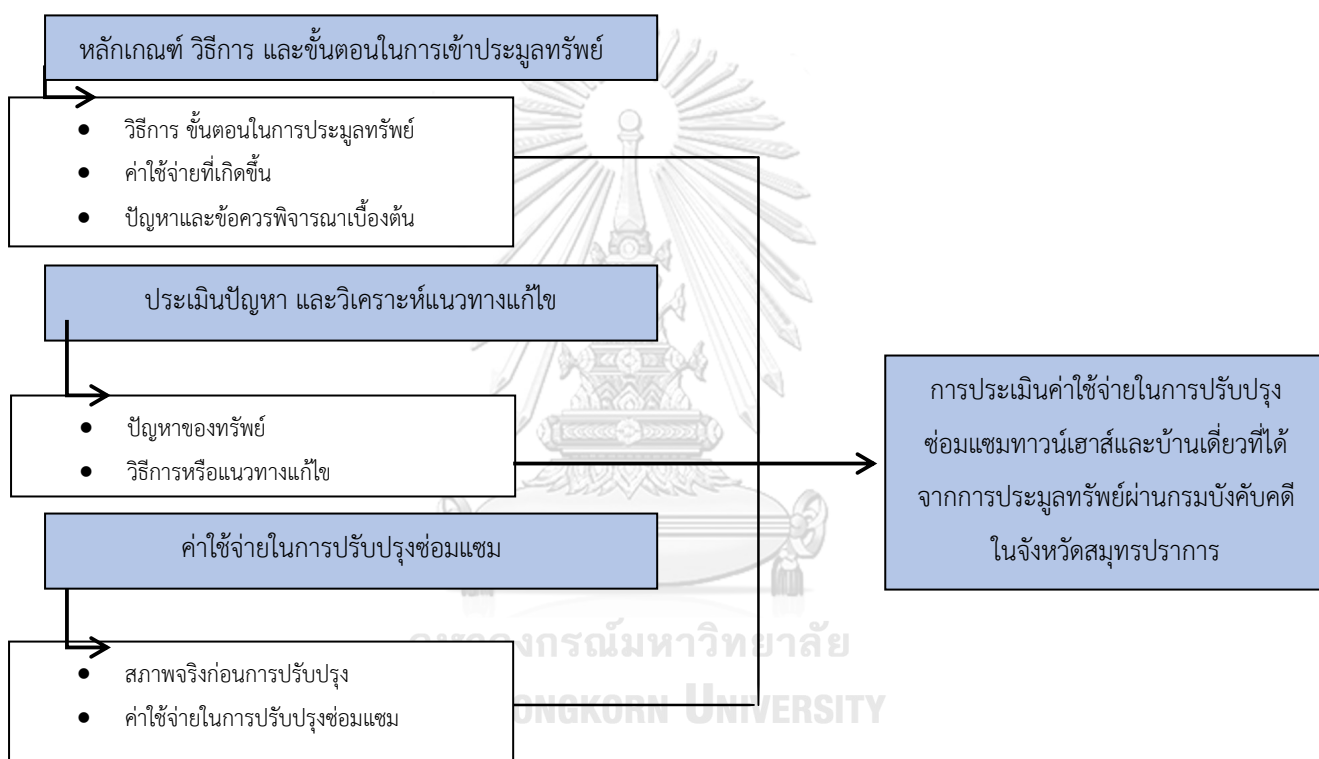 หลักเกณฑ์ วิธีการ และขั้นตอนในการเข้าประมูลทรัพย์
● วิธีการ ขั้นตอนในการประมูลทรัพย์
● ค่าใช้จ่ายที่เกิดขึ้น
● ปัญหาและข้อควรพิจารณาเบื้องต้น
ประเมินปัญหา และวิเคราะห์แนวทางแก้ไข
● ปัญหาของทรัพย์
● วิธีการหรือแนวทางแก้ไข
ค่าใช้จ่ายในการปรับปรุงซ่อมแซม
● สภาพจริงก่อนการปรับปรุง
● ค่าใช้จ่ายในการปรับปรุงซ่อมแซม
การประเมินค่าใช้จ่ายในการปรับปรุง
ซ่อมแซมทาวน์เฮาส์และบ้านเดี่ยวที่ได้
จากการประมูลทรัพย์ผ่านกรมบังคับคดี
ในจังหวัดสมุทรปราการ
งกรณ์มหาวิทยาลัย
ONGKORN UNIVERSITY